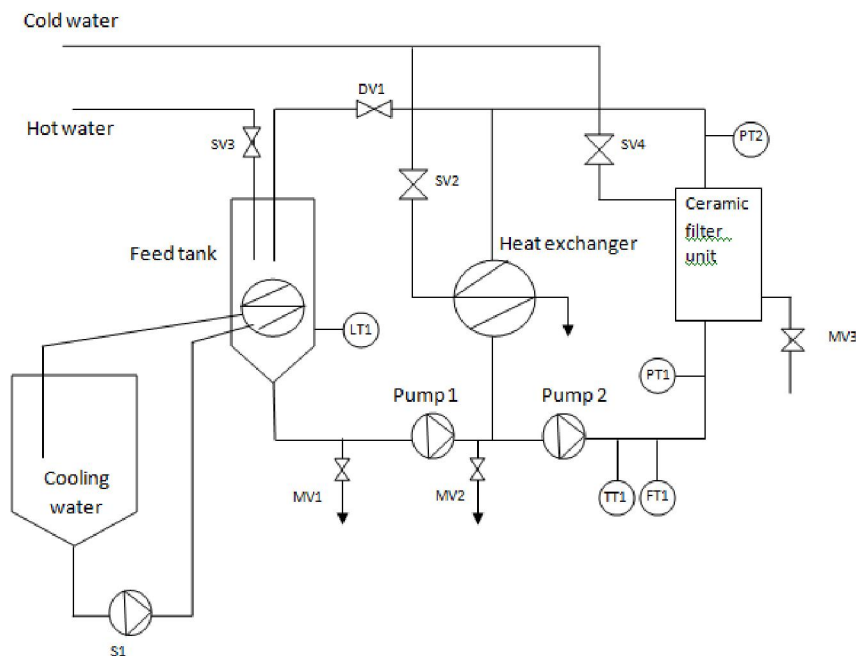 Cold water
DV1
Hot water
SV3
SV2
SV4
PT2
Ceramic
filter
unit
Feed tank
Heat exchanger
LT1
MV3
PT1
Pump 1
Pump 2
Cooling
water
MV1
MV2
TT1
FT1
S1